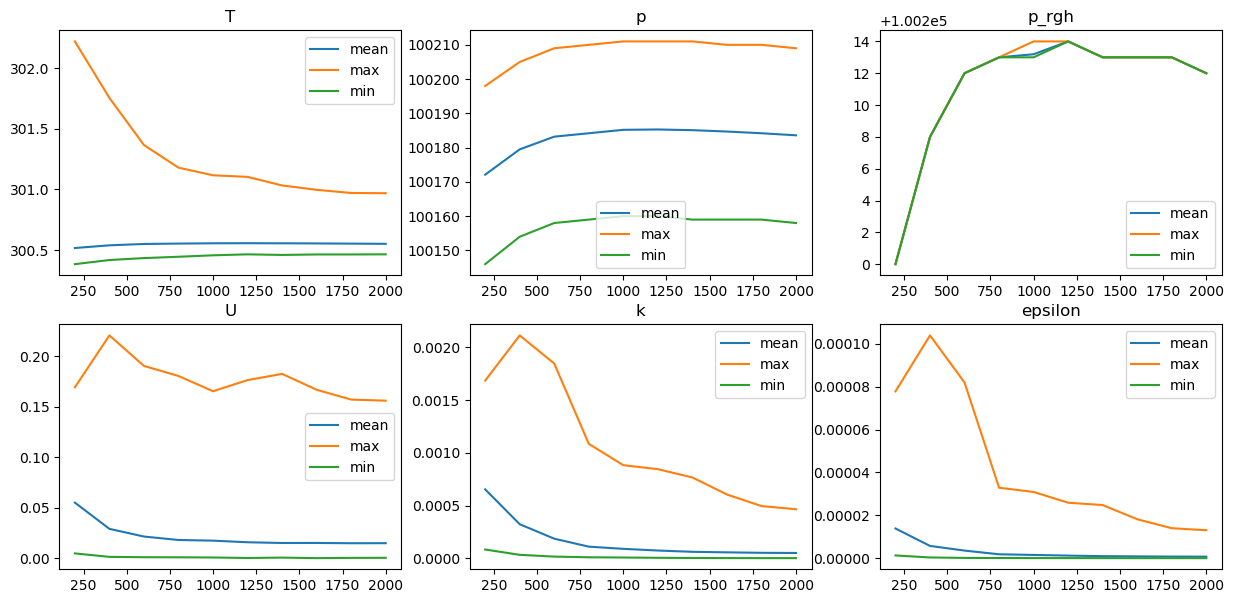 T
302.0
301.5
301.0
300.5
250 500 750 1000 1250 1500 1750 2000
mean
max
min
p
100210
100200
100190
100180
100170
100160
100150
250 500 750 1000 1250 1500 1750 2000
mean
max
min
p_rgh
+1.002e5
14
12
10
8
6
4
2
0
250 500 750 1000 1250 1500 1750 2000
mean
max
min
U
0.20
0.15
0.10
0.05
0.00
250 500 750 1000 1250 1500 1750 2000
mean
max
min
k
0.0020
0.0015
0.0010
0.0005
0.0000
250 500 750 1000 1250 1500 1750 2000
mean
max
min
epsilon
0.00010
0.00008
0.00006
0.00004
0.00002
0.00000
250 500 750 1000 1250 1500 1750 2000
mean
max
min